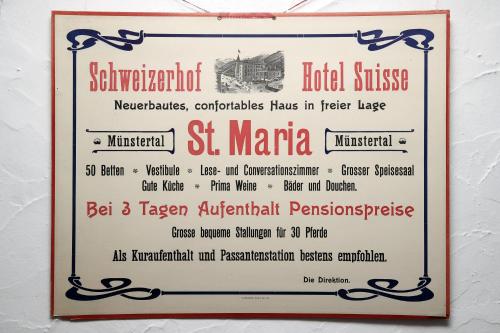 Schweizerhof Hotel Suisse
Neuerbautes, confortables Haus in freier Lage
Münstertal St. Maria Münstertal
50 Betten * Vestibule * Lese- und Conversationszimmer * Grosser Speisesaal
Gute Küche * Prima Weine * Bäder und Douchen.
Bei 3 Tagen Aufenthalt Pensionspreise
Grosse bequeme Stallungen für 30 Pferde
Als Kuraufenthalt und Passantenstation bestens empfohlen.
Die Direktion.